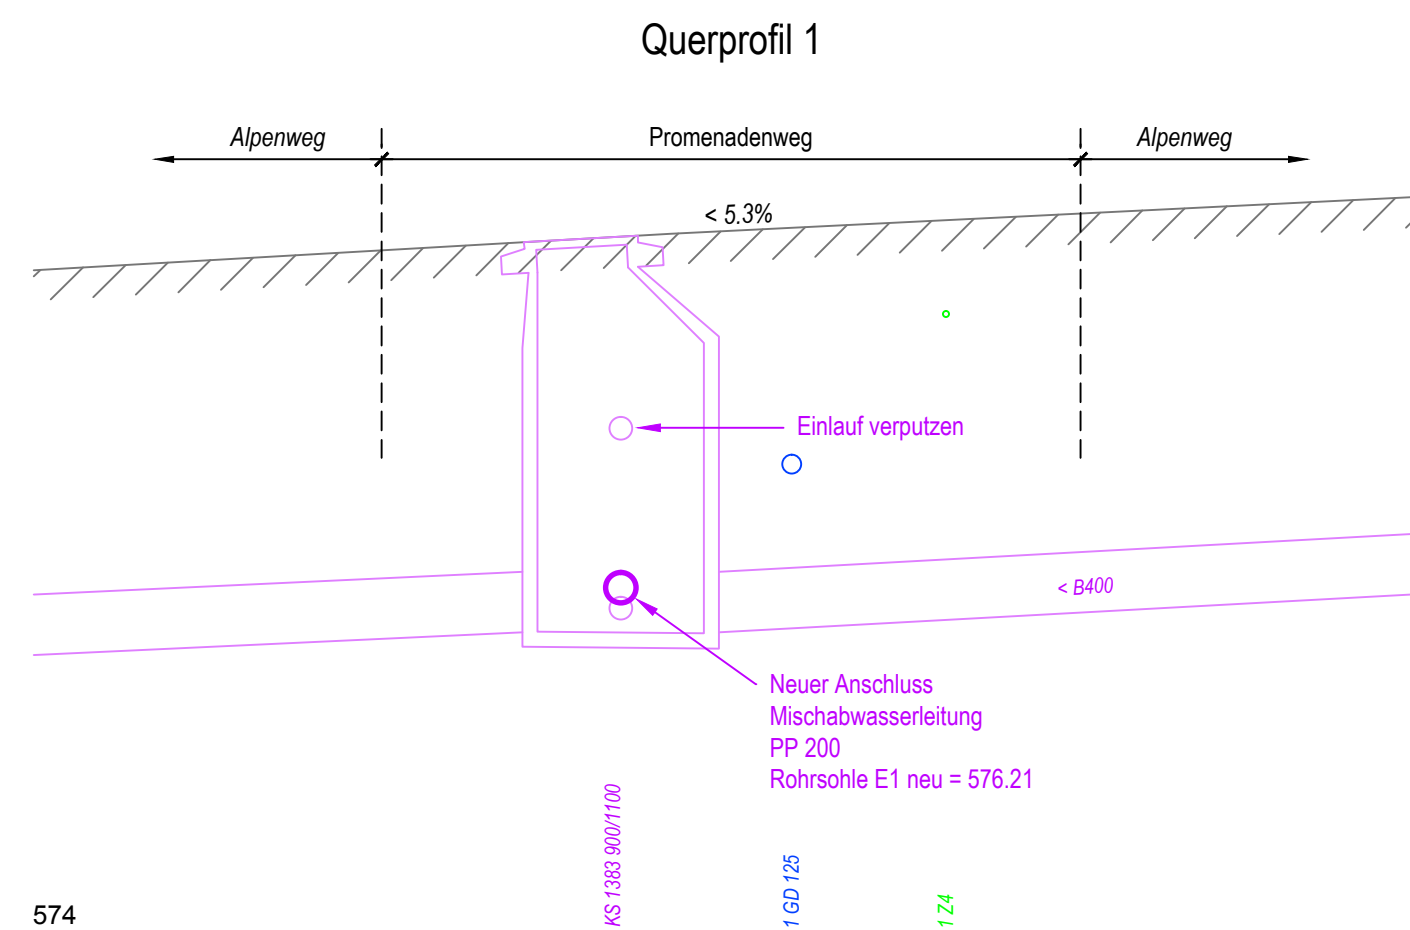 Querprofil 1
Alpenweg
Promenadenweg
Alpenweg
< 5.3%
Einlauf verputzen
< B400
Neuer Anschluss
Mischabwasserleitung
PP 200
Rohrsohle E1 neu = 576.21
KS 1383 900/1100
1 GD 125
1 Z4
574